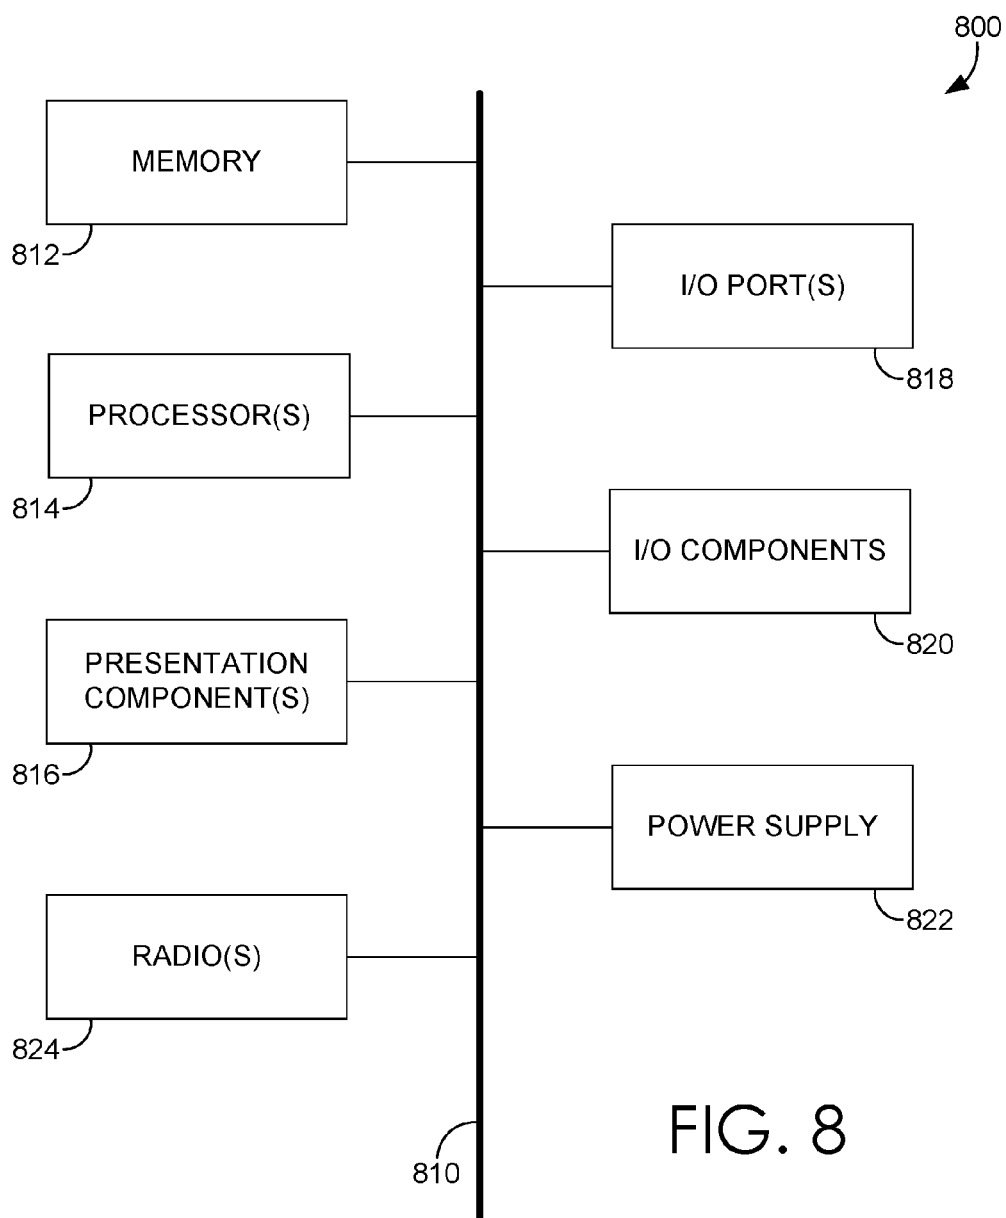 800
MEMORY
812
I/O PORT(S)
818
PROCESSOR(S)
814
I/O COMPONENTS
820
PRESENTATION
COMPONENT(S)
816
POWER SUPPLY
822
RADIO(S)
824
810
FIG. 8